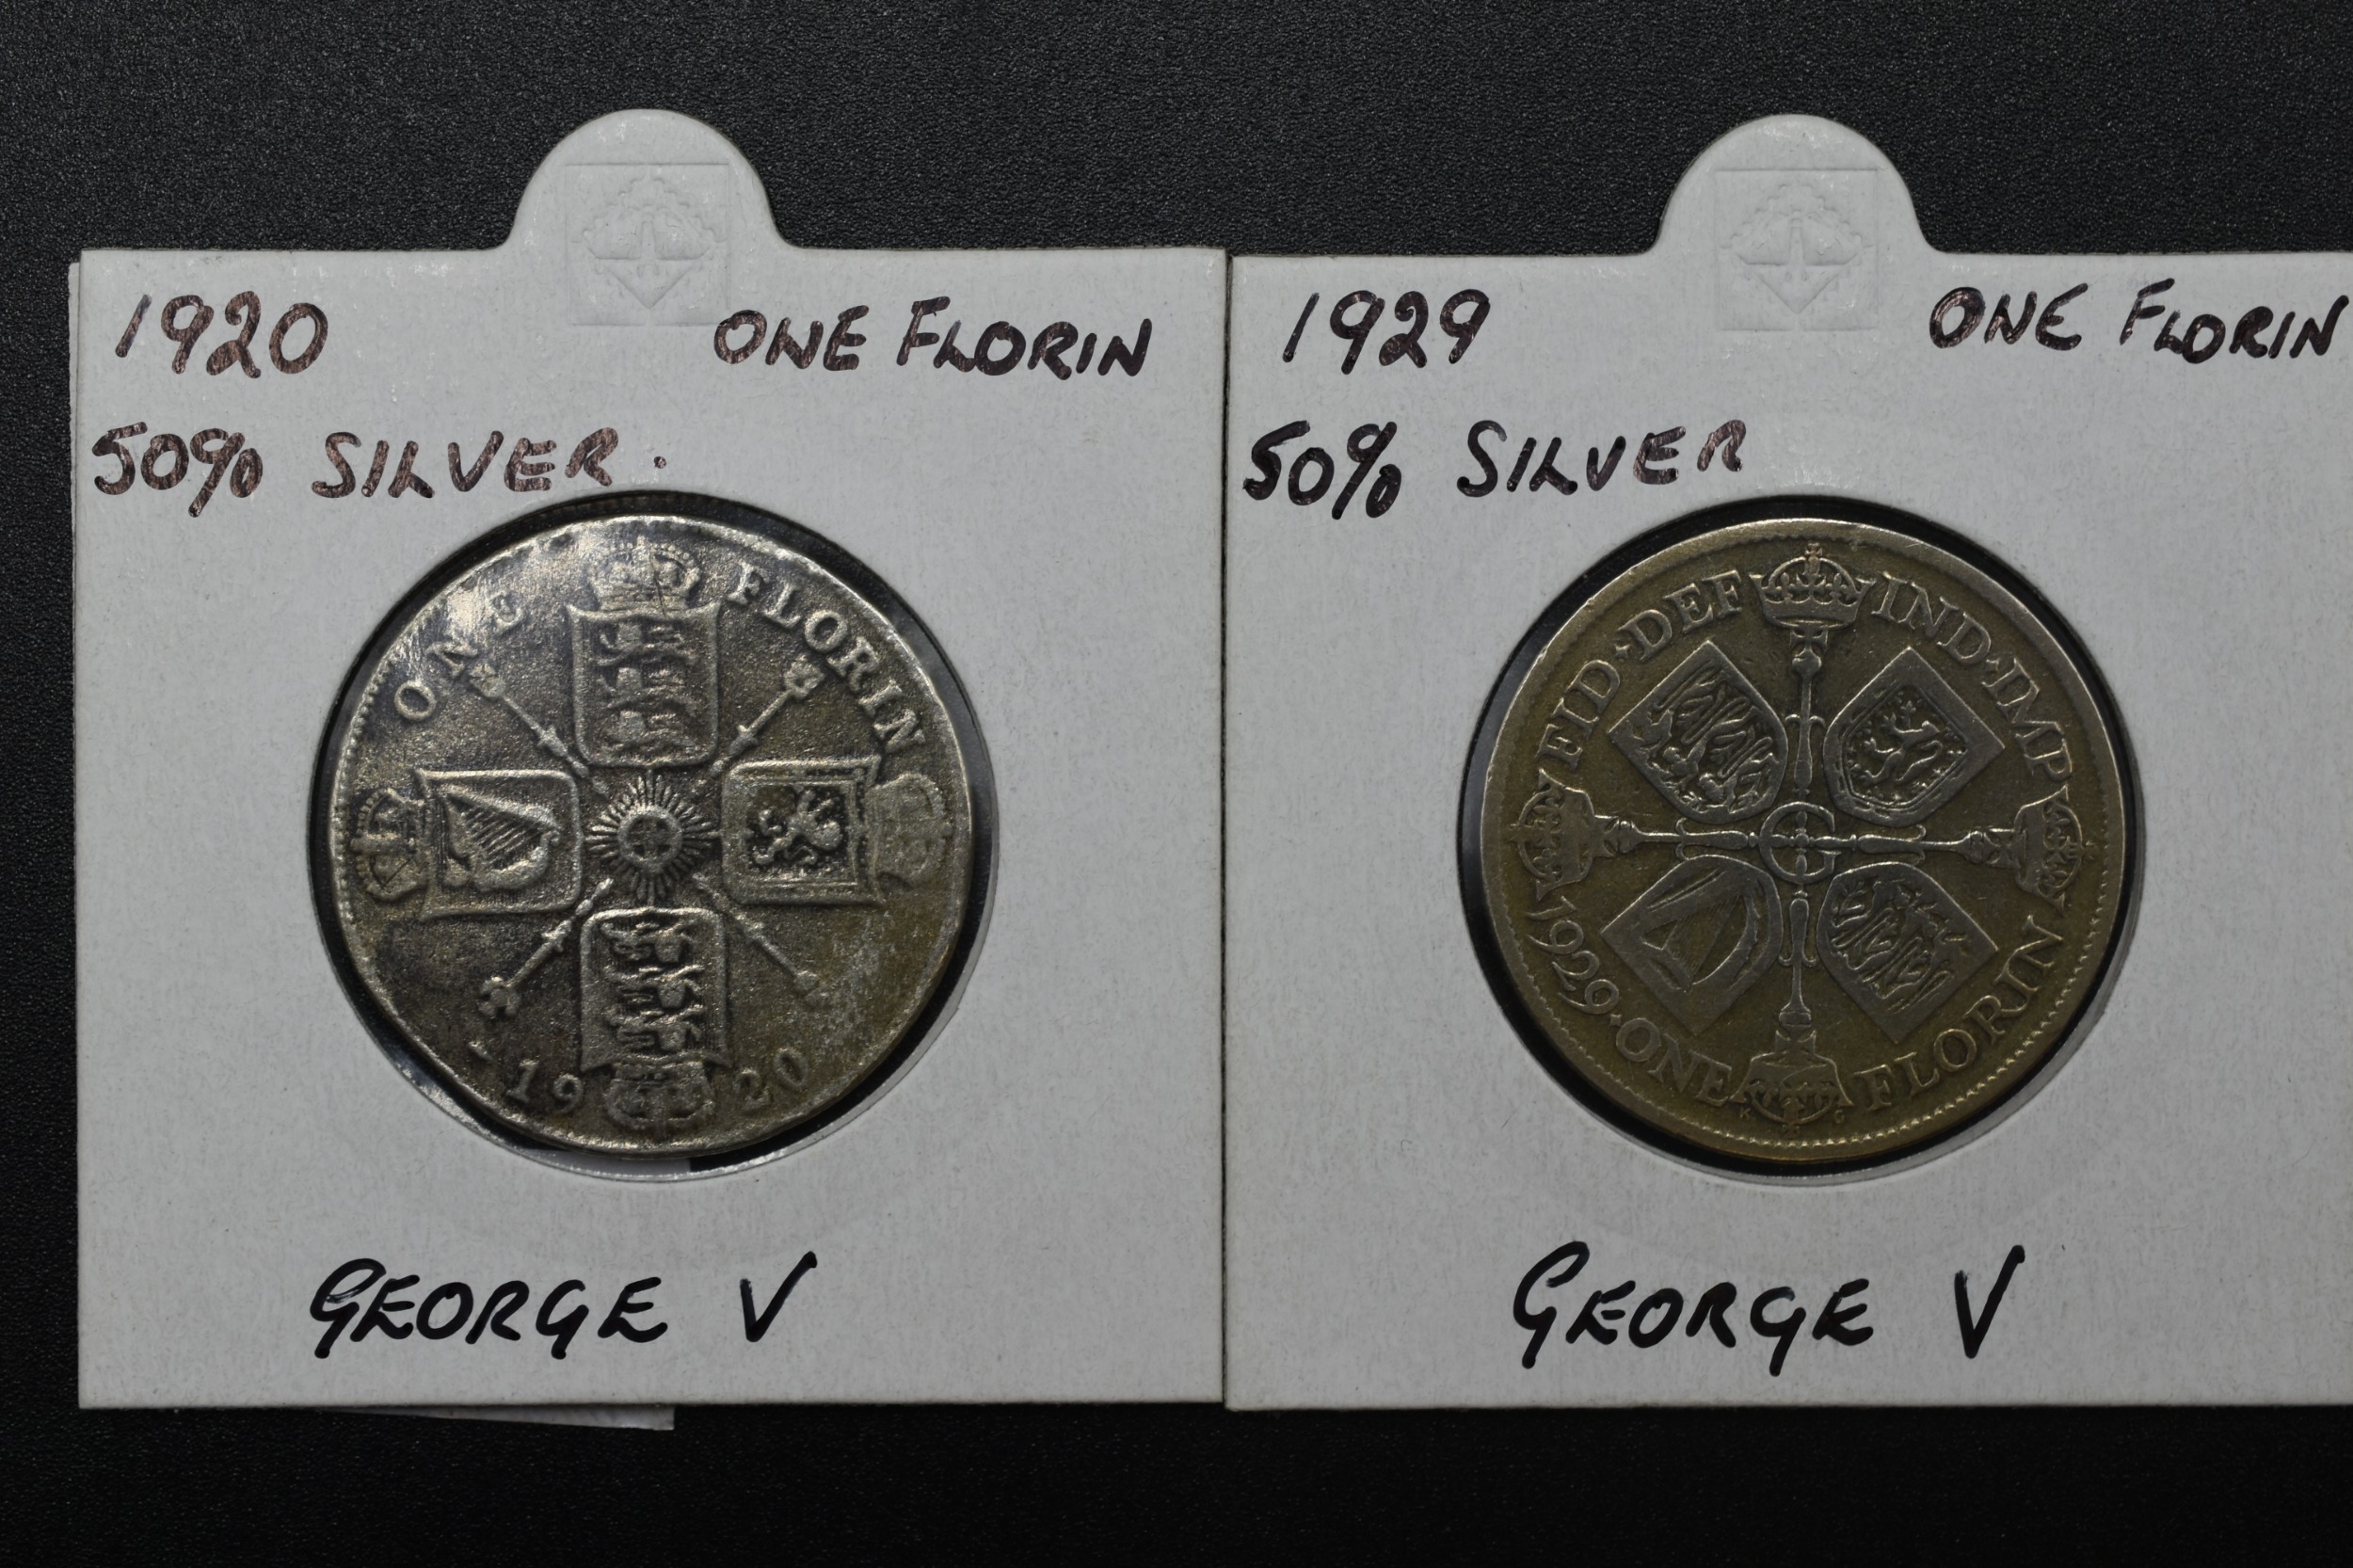 1920 ONE FLORIN
50% SILVER.
ONE FLORIN
1920
GEORGE V
1929 ONE FLORIN
50% SILVER
FID·DEF IND·IMP
1929·ONE FLORIN
K G
G
GEORGE V